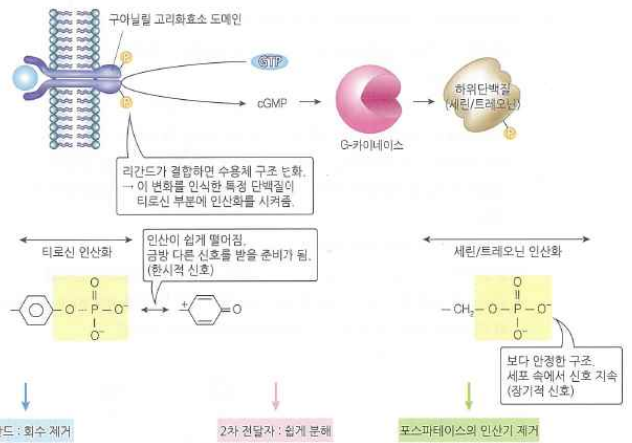 구아닐릴 고리화효소 도메인
P
GTP
P
cGMP
G-카이네이스
하위단백질
(세린/트레오닌)
P
리간드가 결합하면 수용체 구조 변화.
→ 이 변화를 인식한 특정 단백질이
티로신 부분에 인산화를 시켜줌.
티로신 인산화
인산이 쉽게 떨어짐.
금방 다른 신호를 받을 준비가 됨.
(한시적 신호)
세린/트레오닌 인산화
O
O P O⁻
O⁻
+
O
O
CH₂ O P O⁻
O⁻
보다 안정한 구조.
세포 속에서 신호 지속
(장기적 신호)
간드 : 회수 제거
2차 전달자 : 쉽게 분해
포스파테이스의 인산기 제거